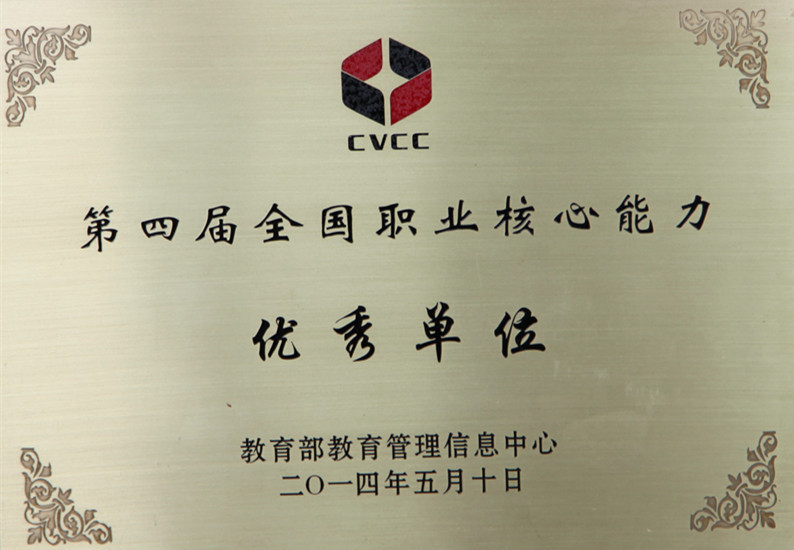 CVCC
第四届全国职业核心能力
优秀单位
教育部教育管理信息中心
二〇一四年五月十日